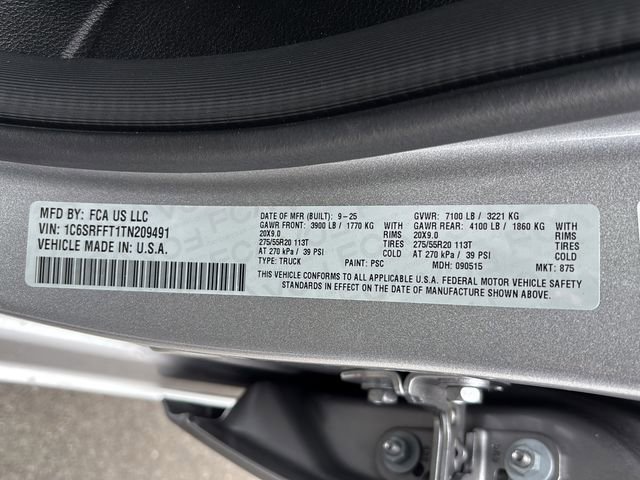 MFD BY: FCA US LLC
VIN: 1C6SRFFT1TN209491
VEHICLE MADE IN U.S.A.
DATE OF MFR (BUILT): 9-25
GAWR FRONT: 3900 LB / 1770 KG WITH
20X9.0 RIMS
275/55R20 113T TIRES
AT 270 kPa / 39 PSI COLD
TYPE: TRUCK PAINT: PSC
GVWR: 7100 LB / 3221 KG
GAWR REAR: 4100 LB / 1860 KG WITH
20X9.0 RIMS
275/55R20 113T TIRES
AT 270 kPa / 39 PSI COLD
MDH: 090515 MKT: 875
THIS VEHICLE CONFORMS TO ALL APPLICABLE U.S.A. FEDERAL MOTOR VEHICLE SAFETY
STANDARDS IN EFFECT ON THE DATE OF MANUFACTURE SHOWN ABOVE.